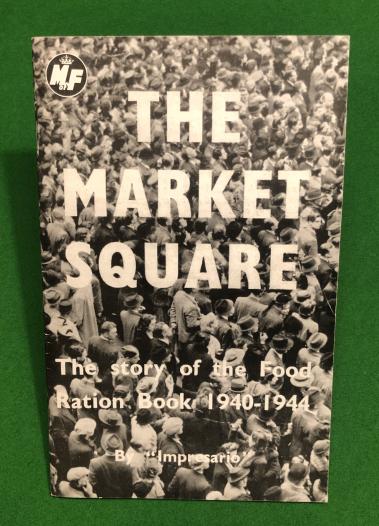 MF
THE
MARKET
SQUARE
The story of the Food
Ration Book 1940-1944
By "Impresario"